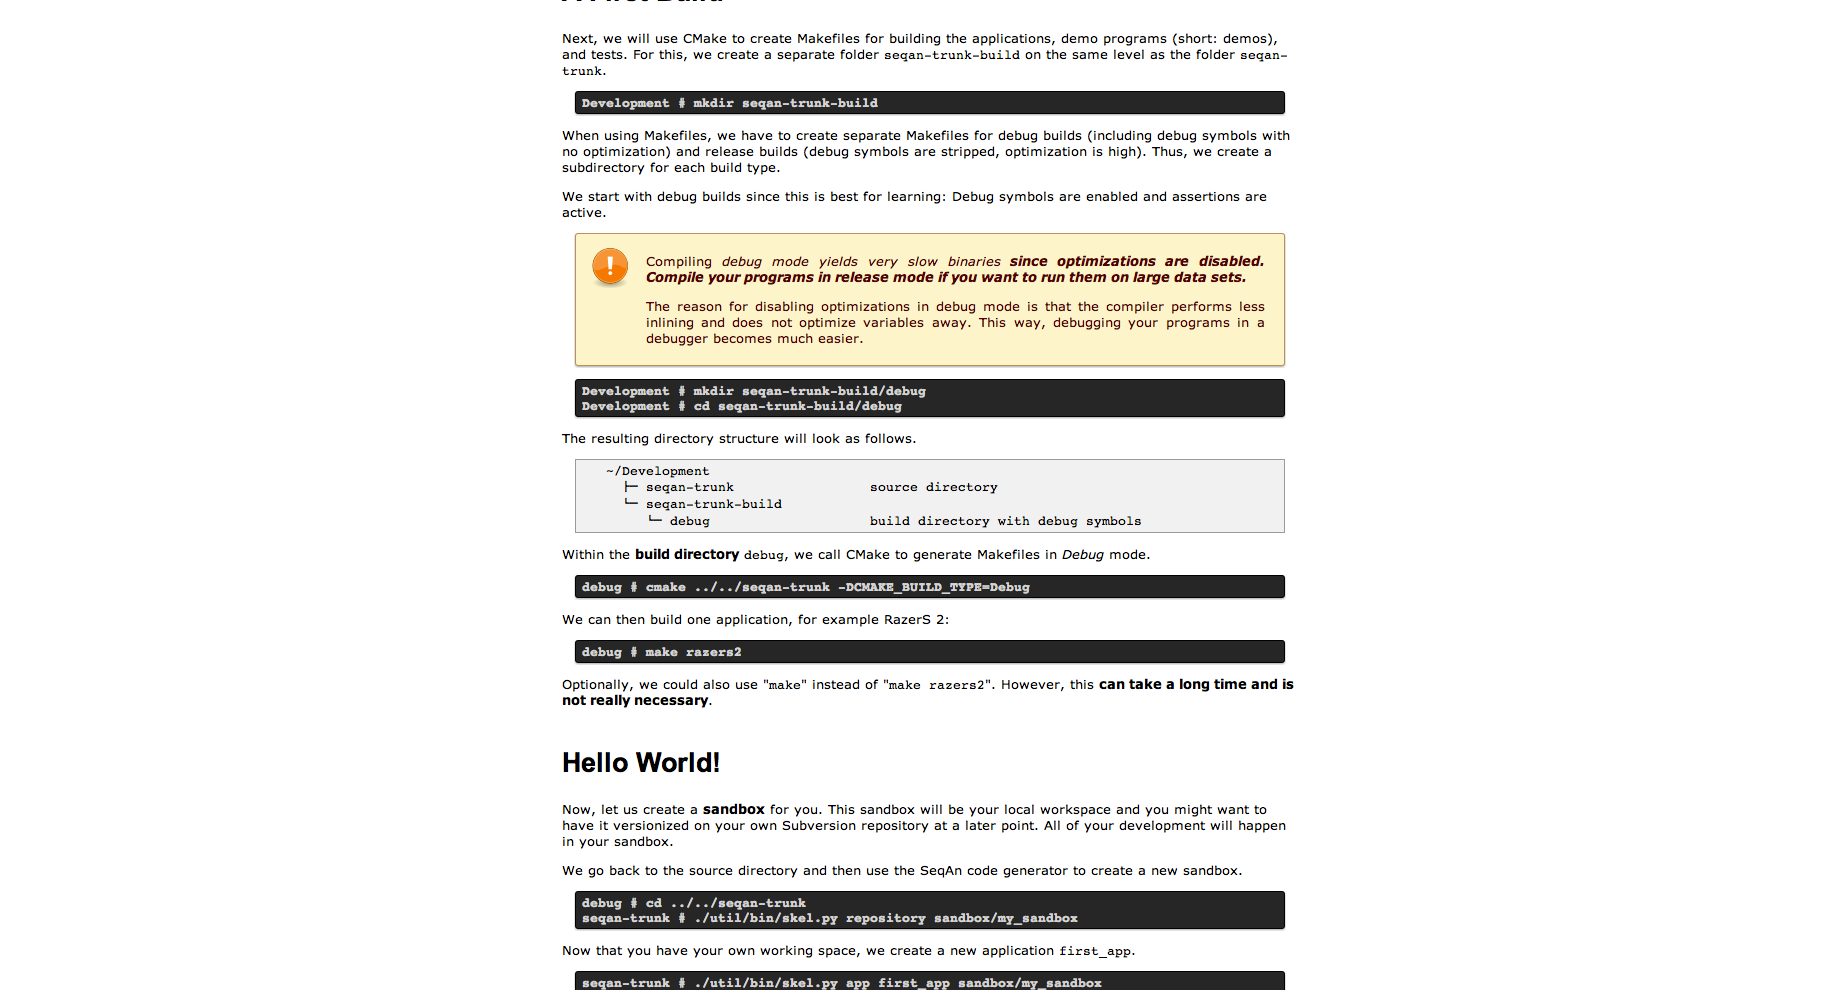 A First Build
Next, we will use CMake to create Makefiles for building the applications, demo programs (short: demos),
and tests. For this, we create a separate folder seqan-trunk-build on the same level as the folder seqan-
trunk.
Development # mkdir seqan-trunk-build
When using Makefiles, we have to create separate Makefiles for debug builds (including debug symbols with
no optimization) and release builds (debug symbols are stripped, optimization is high). Thus, we create a
subdirectory for each build type.
We start with debug builds since this is best for learning: Debug symbols are enabled and assertions are
active.
Compiling debug mode yields very slow binaries since optimizations are disabled.
Compile your programs in release mode if you want to run them on large data sets.
The reason for disabling optimizations in debug mode is that the compiler performs less
inlining and does not optimize variables away. This way, debugging your programs in a
debugger becomes much easier.
Development # mkdir seqan-trunk-build/debug
Development # cd seqan-trunk-build/debug
The resulting directory structure will look as follows.
~/Development
├─ seqan-trunk source directory
└─ seqan-trunk-build
└─ debug build directory with debug symbols
Within the build directory debug, we call CMake to generate Makefiles in Debug mode.
debug # cmake ../../seqan-trunk -DCMAKE_BUILD_TYPE=Debug
We can then build one application, for example RazerS 2:
debug # make razers2
Optionally, we could also use "make" instead of "make razers2". However, this can take a long time and is
not really necessary.
Hello World!
Now, let us create a sandbox for you. This sandbox will be your local workspace and you might want to
have it versionized on your own Subversion repository at a later point. All of your development will happen
in your sandbox.
We go back to the source directory and then use the SeqAn code generator to create a new sandbox.
debug # cd ../../seqan-trunk
seqan-trunk # ./util/bin/skel.py repository sandbox/my_sandbox
Now that you have your own working space, we create a new application first_app.
seqan-trunk # ./util/bin/skel.py app first_app sandbox/my_sandbox